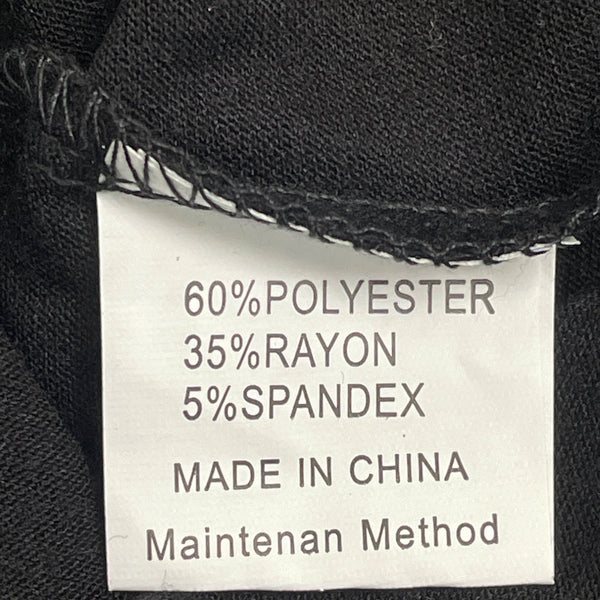 60%POLYESTER
35%RAYON
5%SPANDEX
MADE IN CHINA
Maintenan Method